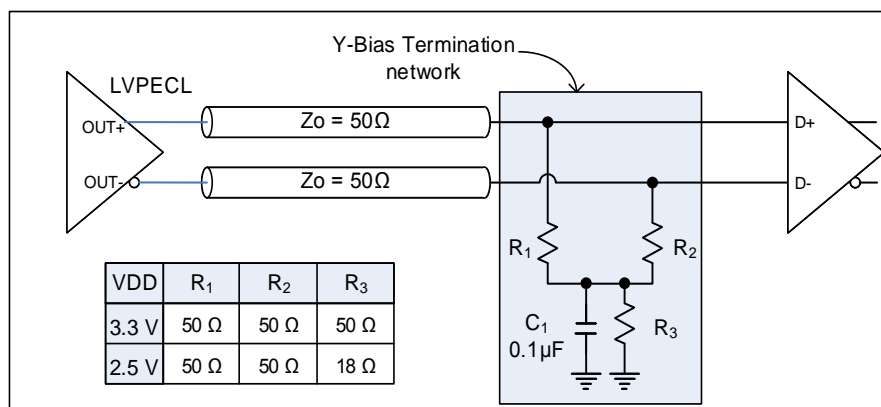 Y-Bias Termination
network
LVPECL
OUT+
OUT-
Zo = 50Ω
Zo = 50Ω
D+
D-
R1
R2
C1
0.1µF
R3
VDD R1 R2 R3
3.3 V 50 Ω 50 Ω 50 Ω
2.5 V 50 Ω 50 Ω 18 Ω